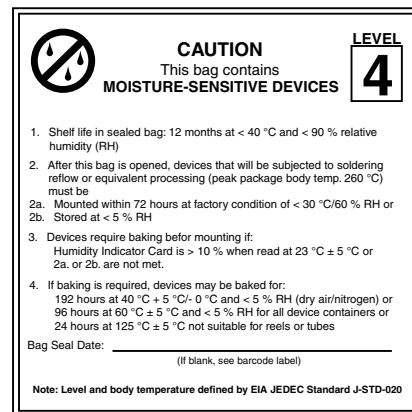 LEVEL
CAUTION
4
This bag contains
MOISTURE-SENSITIVE DEVICES
1. Shelf life in sealed bag: 12 months at < 40 °C and < 90 % relative
humidity (RH)
2. After this bag is opened, devices that will be subjected to soldering
reflow or equivalent processing (peak package body temp. 260 °C)
must be
2a. Mounted within 72 hours at factory condition of < 30 °C/60 % RH or
2b. Stored at < 5 % RH
3. Devices require baking befor mounting if:
Humidity Indicator Card is > 10 % when read at 23 °C ± 5 °C or
2a. or 2b. are not met.
4. If baking is required, devices may be baked for:
192 hours at 40 °C + 5 °C/- 0 °C and < 5 % RH (dry air/nitrogen) or
96 hours at 60 °C ± 5 °C and < 5 % RH for all device containers or
24 hours at 125 °C ± 5 °C not suitable for reels or tubes
Bag Seal Date:
(If blank, see barcode label)
Note: Level and body temperature defined by EIA JEDEC Standard J-STD-020